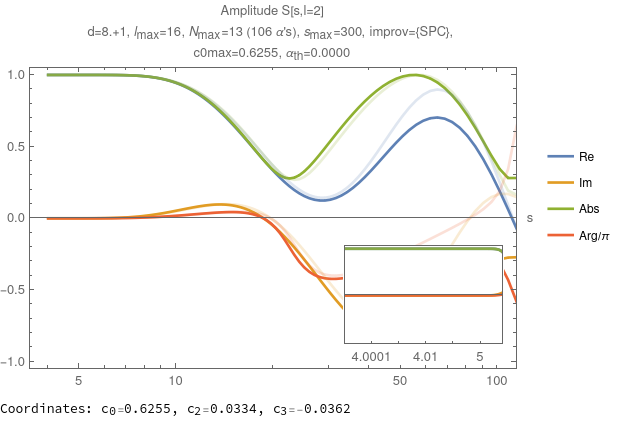 Amplitude S[s,l=2]
d=8.+1, lmax=16, Nmax=13 (106 α's), smax=300, improv={SPC},
c0max=0.6255, αth=0.0000
1.0
0.5
0.0
−0.5
−1.0
5
10
50
100
s
4.0001
4.01
5
Re
Im
Abs
Arg/π
Coordinates: c0=0.6255, c2=0.0334, c3=-0.0362